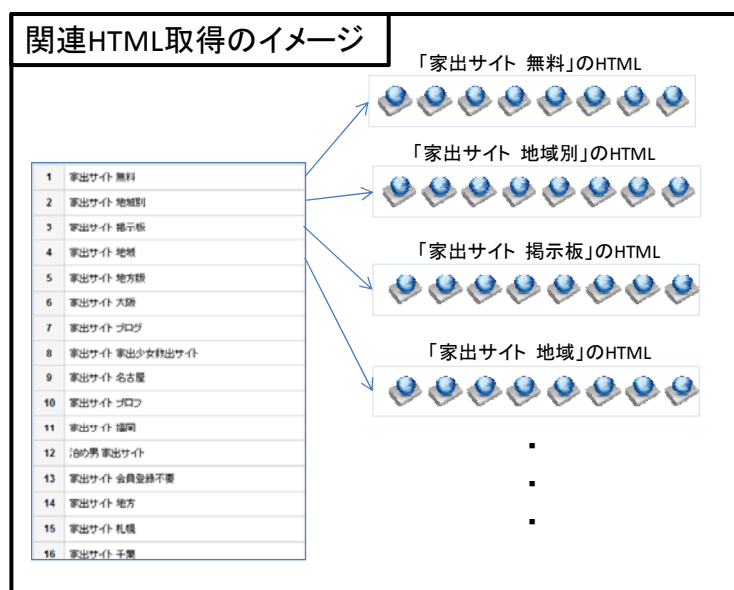 関連HTML取得のイメージ
「家出サイト 無料」のHTML
「家出サイト 地域別」のHTML
「家出サイト 掲示板」のHTML
「家出サイト 地域」のHTML
1 家出サイト 無料
2 家出サイト 地域別
3 家出サイト 掲示板
4 家出サイト 地域
5 家出サイト 地方版
6 家出サイト 大阪
7 家出サイト ブログ
8 家出サイト 家出少女救出サイト
9 家出サイト 名古屋
10 家出サイト プロフ
11 家出サイト 福岡
12 泊め男 家出サイト
13 家出サイト 会員登録不要
14 家出サイト 地方
15 家出サイト 札幌
16 家出サイト 千葉